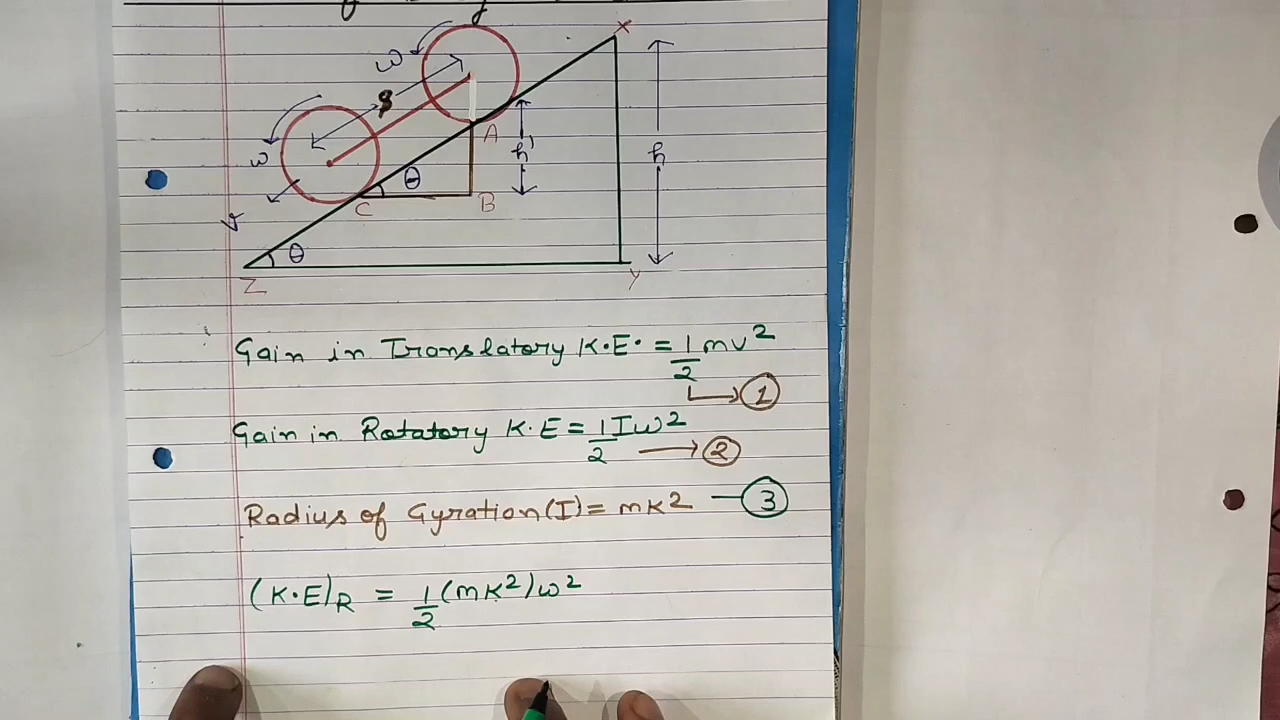 X
ω
s
A
h'
h
ω
θ
C
B
v
θ
Z
Y
Gain in Translatory K.E. = 1/2 mv²
→ 1
Gain in Rotatory K.E = 1/2 Iω² → 2
Radius of Gyration (I) = mK² — 3
(K.E)R = 1/2 (mK²)ω²